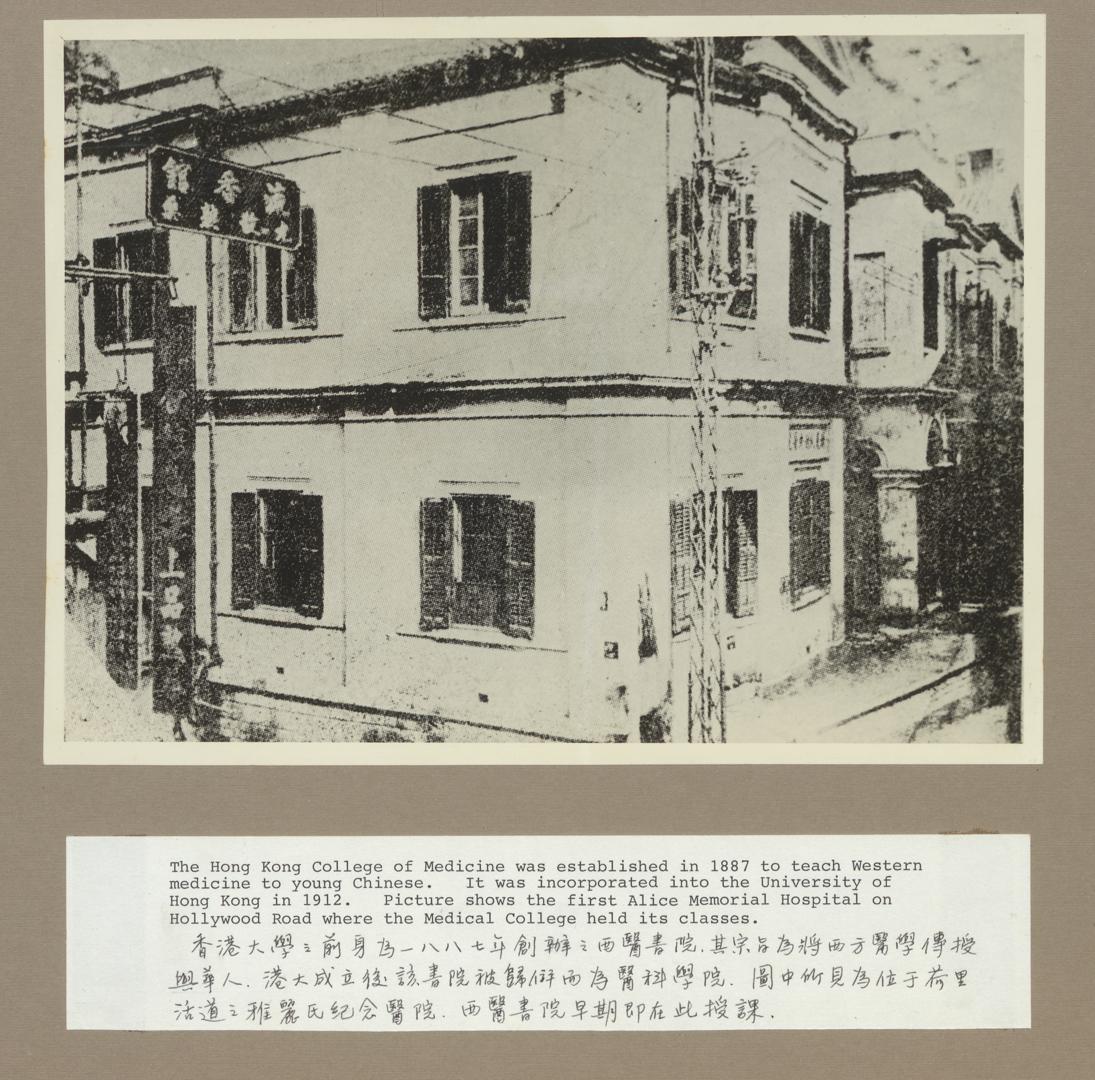 The Hong Kong College of Medicine was established in 1887 to teach Western
medicine to young Chinese. It was incorporated into the University of
Hong Kong in 1912. Picture shows the first Alice Memorial Hospital on
Hollywood Road where the Medical College held its classes.
香港大學之前身為一八八七年創辦之西醫書院.其宗旨為將西方醫學傳授
與華人.港大成立後該書院被歸併而為醫科學院.圖中所見為位于荷里
活道之雅麗氏紀念醫院.西醫書院早期即在此授課.